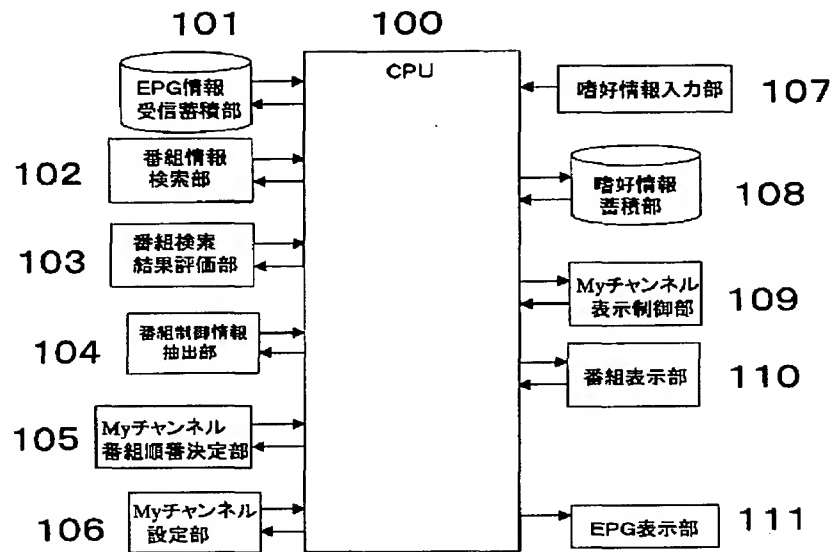 101
100
CPU
EPG情報
受信蓄積部
102
番組情報
検索部
103
番組検索
結果評価部
104
番組制御情報
抽出部
105
Myチャンネル
番組順番決定部
106
Myチャンネル
設定部
嗜好情報入力部
107
嗜好情報
蓄積部
108
Myチャンネル
表示制御部
109
番組表示部
110
EPG表示部
111